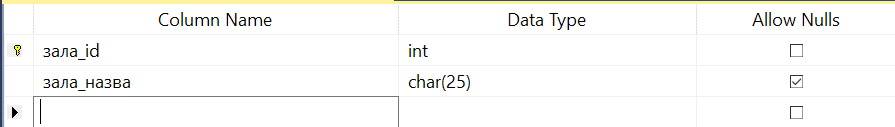 Column Name Data Type Allow Nulls
зала_id int
зала_назва char(25)